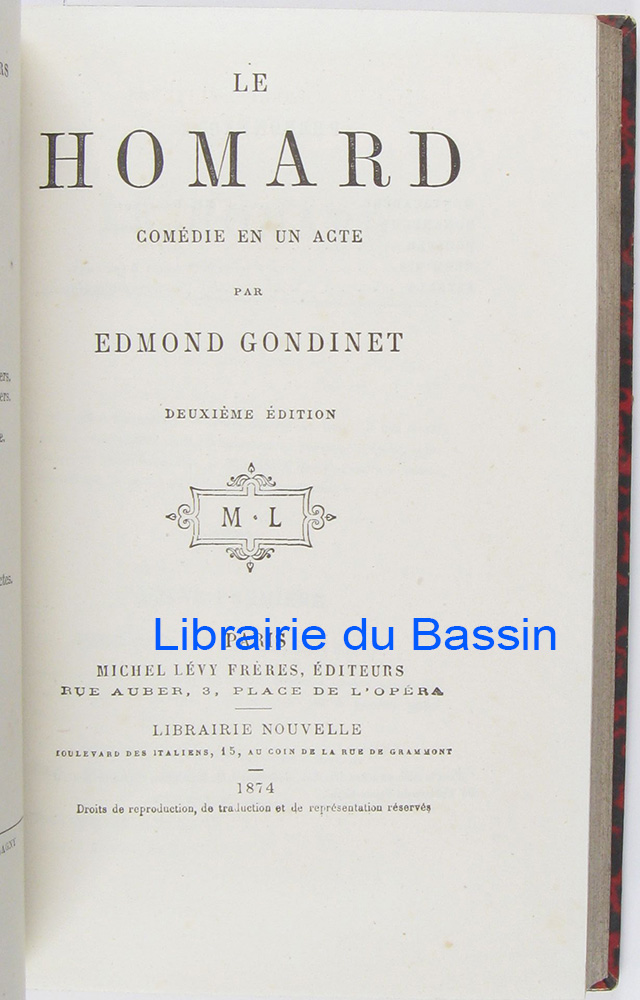 LE
HOMARD
COMÉDIE EN UN ACTE
PAR
EDMOND GONDINET
DEUXIÈME ÉDITION
M · L
PARIS
Librairie du Bassin
MICHEL LÉVY FRÈRES, ÉDITEURS
RUE AUBER, 3, PLACE DE L'OPÉRA
LIBRAIRIE NOUVELLE
BOULEVARD DES ITALIENS, 15, AU COIN DE LA RUE DE GRAMMONT
1874
Droits de reproduction, de traduction et de représentation réservés